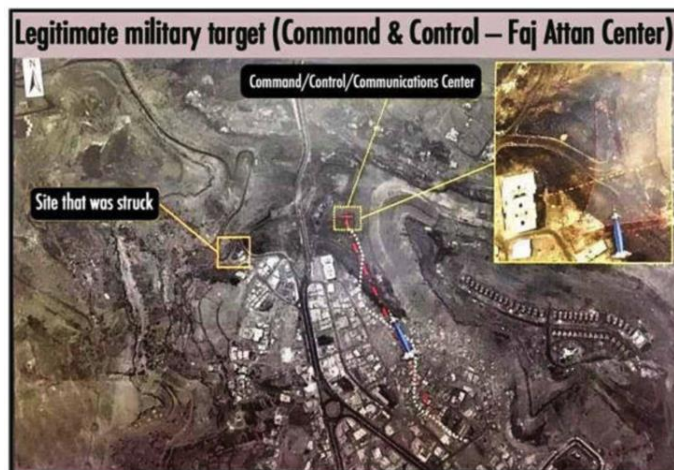 Legitimate military target (Command & Control – Faj Attan Center)
N
Command/Control/Communications Center
Site that was struck